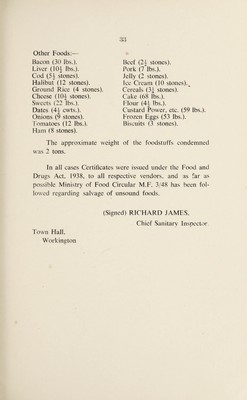 33
Other Foods:—
Bacon (30 lbs.). Beef (2½ stones).
Liver (10½ lbs.). Pork (7 lbs.).
Cod (5½ stones). Jelly (2 stones).
Halibut (12 stones). Ice Cream (10 stones).
Ground Rice (4 stones). Cereals (3½ stones).
Cheese (10½ stones). Cake (68 lbs.).
Sweets (22 lbs.). Flour (4½ lbs.).
Dates (4½ cwts.). Custard Power, etc. (59 lbs.).
Onions (9 stones). Frozen Eggs (53 lbs.).
Tomatoes (12 lbs.). Biscuits (3 stones).
Ham (8 stones).
The approximate weight of the foodstuffs condemned
was 2 tons.
In all cases Certificates were issued under the Food and
Drugs Act, 1938, to all respective vendors, and as far as
possible Ministry of Food Circular M.F. 3/48 has been fol-
lowed regarding salvage of unsound foods.
(Signed) RICHARD JAMES,
Chief Sanitary Inspector.
Town Hall,
Workington